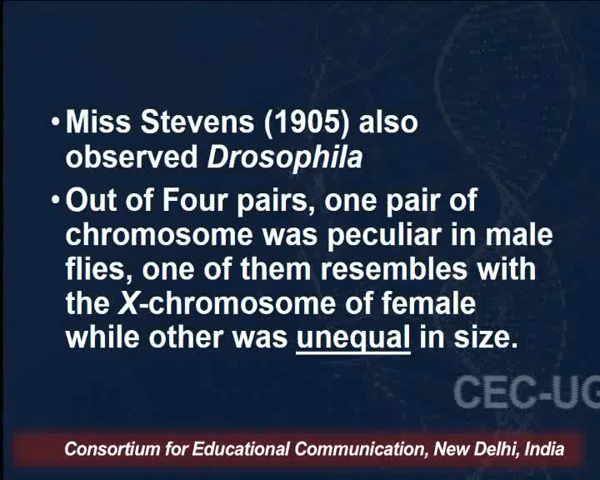 •Miss Stevens (1905) also
observed Drosophila
•Out of Four pairs, one pair of
chromosome was peculiar in male
flies, one of them resembles with
the X-chromosome of female
while other was unequal in size.
CEC-UG
Consortium for Educational Communication, New Delhi, India